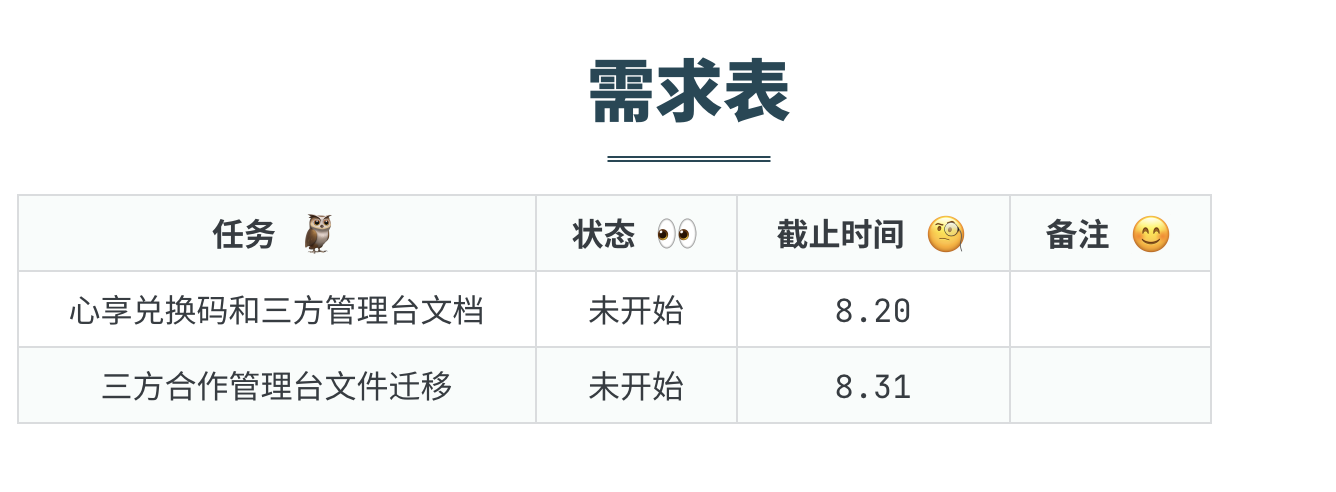 需求表
任务 🦉 状态 👀 截止时间 🧐 备注 😊
心享兑换码和三方管理台文档 未开始 8.20
三方合作管理台文件迁移 未开始 8.31